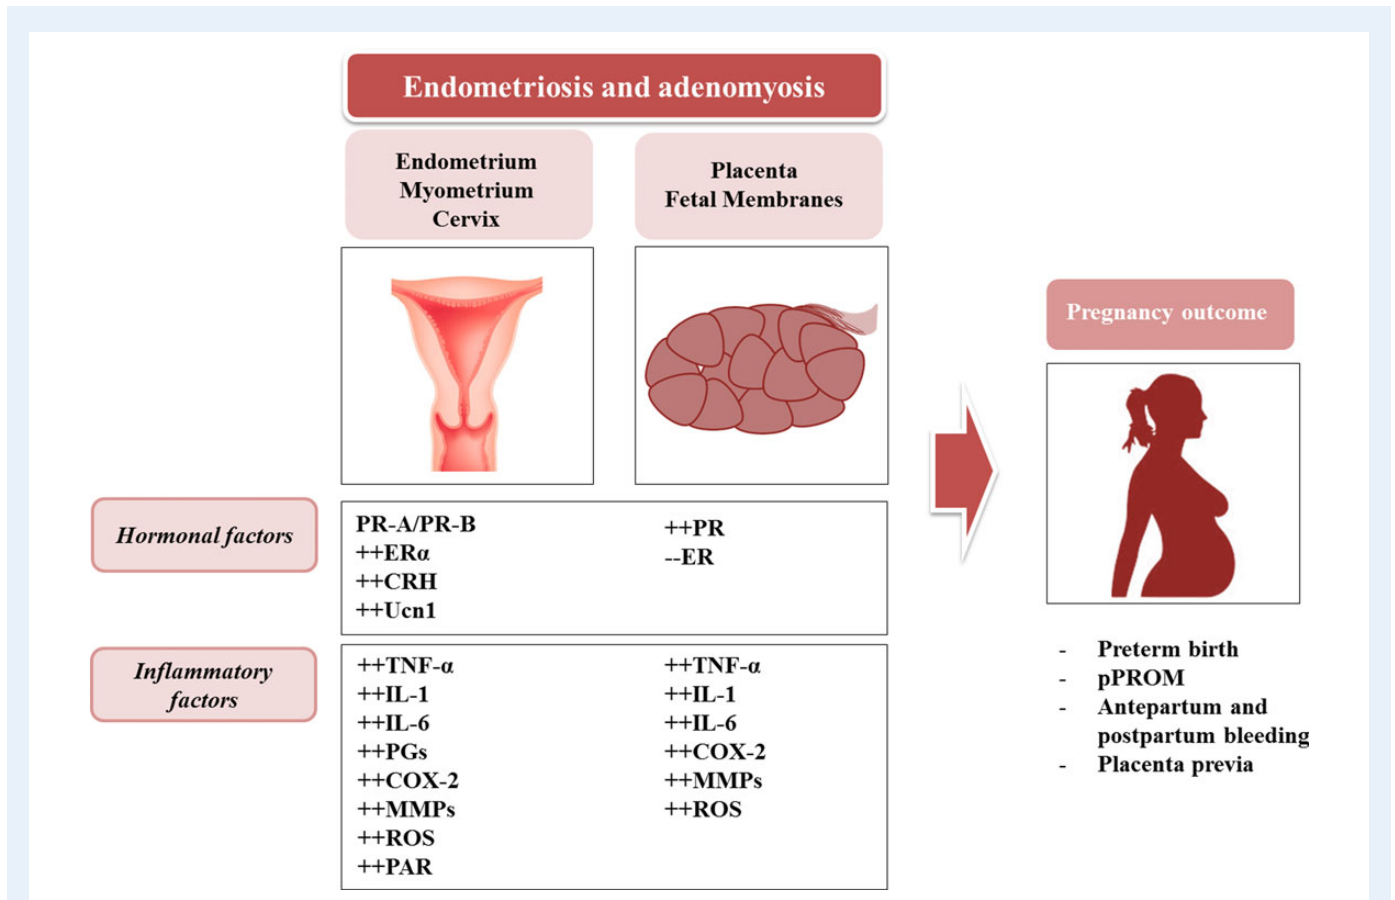 Endometriosis and adenomyosis
Endometrium
Myometrium
Cervix
Placenta
Fetal Membranes
Pregnancy outcome
Hormonal factors
PR-A/PR-B
++ERα
++CRH
++Ucn1
++PR
--ER
Inflammatory
factors
++TNF-α
++IL-1
++IL-6
++PGs
++COX-2
++MMPs
++ROS
++PAR
++TNF-α
++IL-1
++IL-6
++COX-2
++MMPs
++ROS
- Preterm birth
- pPROM
- Antepartum and
postpartum bleeding
- Placenta previa